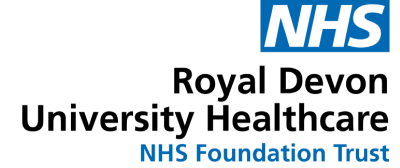 NHS
Royal Devon
University Healthcare
NHS Foundation Trust